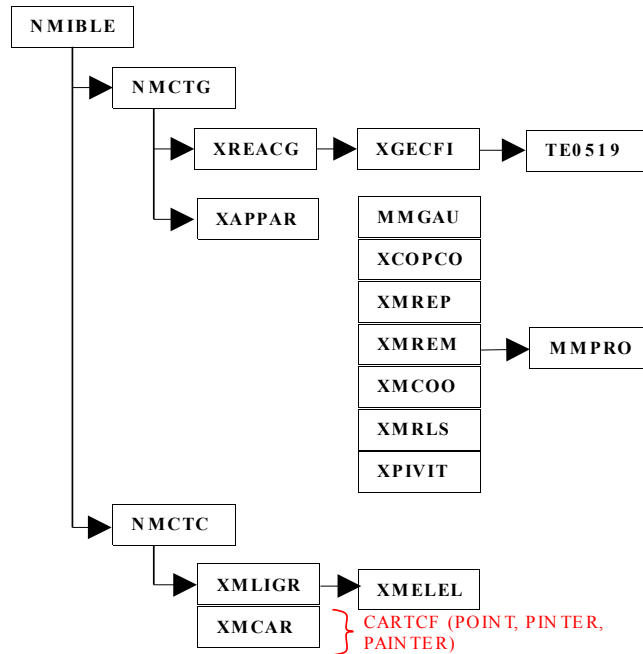 NMIBLE
NMCTG
XREACG
XGECFI
TE0519
XAPPAR
MMGAU
XCOPCO
XMREP
XMREM
MMPRO
XMCOO
XMRLS
XPIVIT
NMCTC
XMLIGR
XMELEL
XMCAR
CARTCF (POINT, PINTER,
PAINTER)